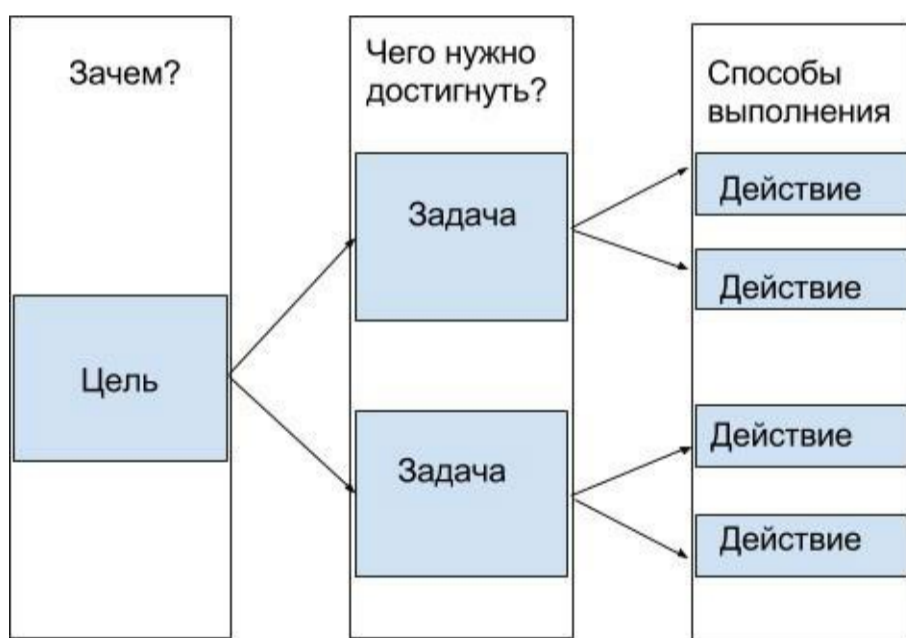 Зачем?
Цель
Чего нужно
достигнуть?
Задача
Задача
Способы
выполнения
Действие
Действие
Действие
Действие